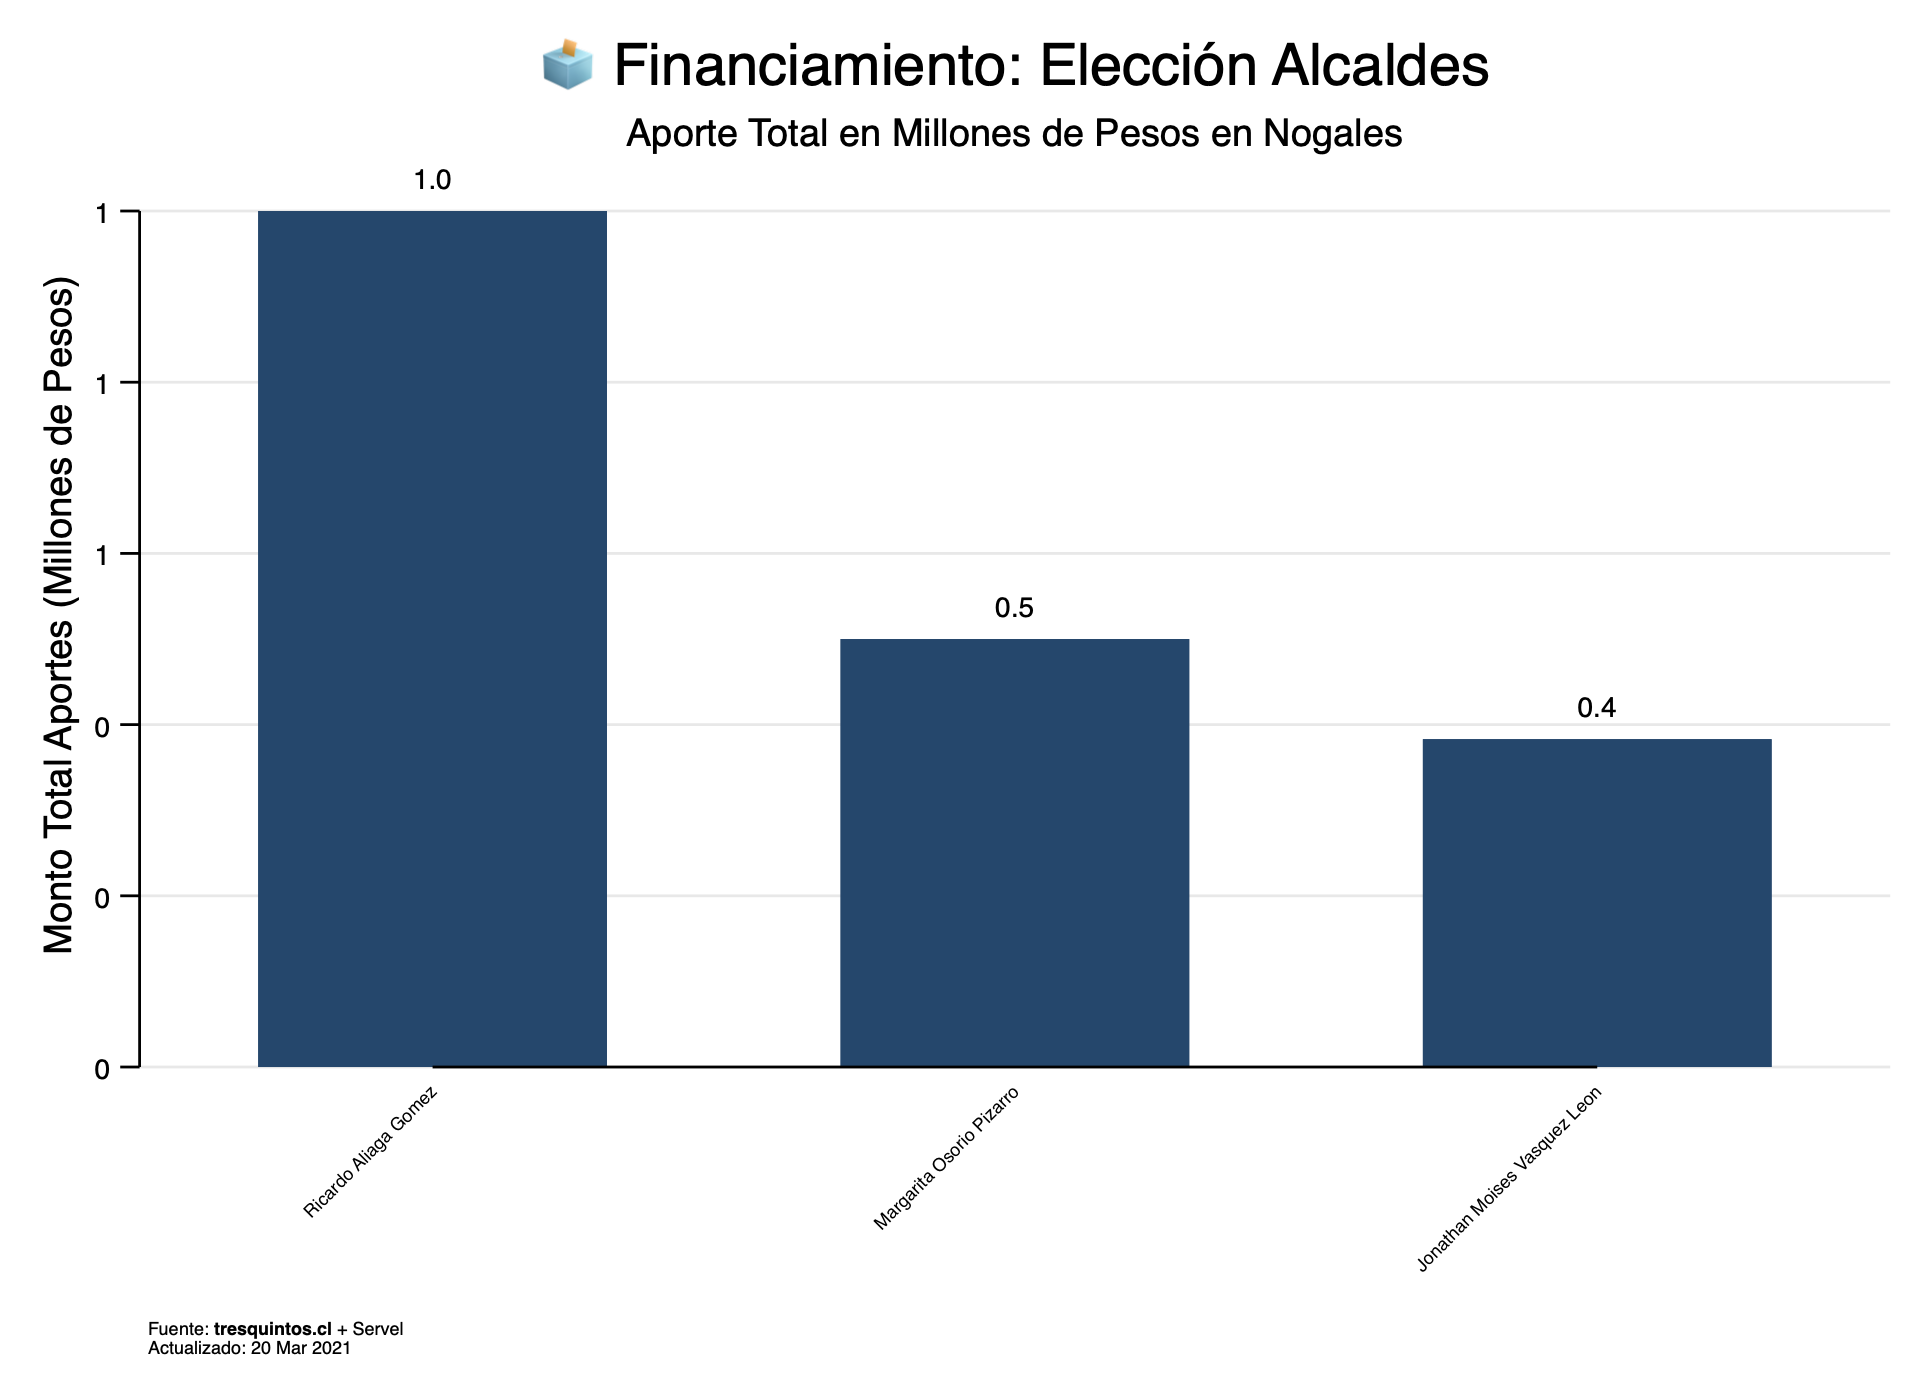 Financiamiento: Elección Alcaldes
Aporte Total en Millones de Pesos en Nogales
Monto Total Aportes (Millones de Pesos)
1
1
1
0
0
0
1.0
0.5
0.4
Ricardo Aliaga Gomez
Margarita Osorio Pizarro
Jonathan Moises Vasquez Leon
Fuente: tresquintos.cl + Servel
Actualizado: 20 Mar 2021